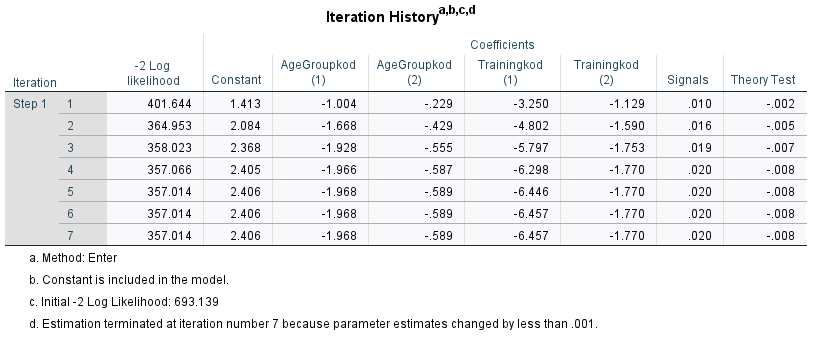 Iteration History a,b,c,d
Coefficients
Iteration -2 Log likelihood Constant AgeGroupkod (1) AgeGroupkod (2) Trainingkod (1) Trainingkod (2) Signals Theory Test
Step 1 1 401.644 1.413 -1.004 -.229 -3.250 -1.129 .010 -.002
2 364.953 2.084 -1.668 -.429 -4.802 -1.590 .016 -.005
3 358.023 2.368 -1.928 -.555 -5.797 -1.753 .019 -.007
4 357.066 2.405 -1.966 -.587 -6.298 -1.770 .020 -.008
5 357.014 2.406 -1.968 -.589 -6.446 -1.770 .020 -.008
6 357.014 2.406 -1.968 -.589 -6.457 -1.770 .020 -.008
7 357.014 2.406 -1.968 -.589 -6.457 -1.770 .020 -.008
a. Method: Enter
b. Constant is included in the model.
c. Initial -2 Log Likelihood: 693.139
d. Estimation terminated at iteration number 7 because parameter estimates changed by less than .001.